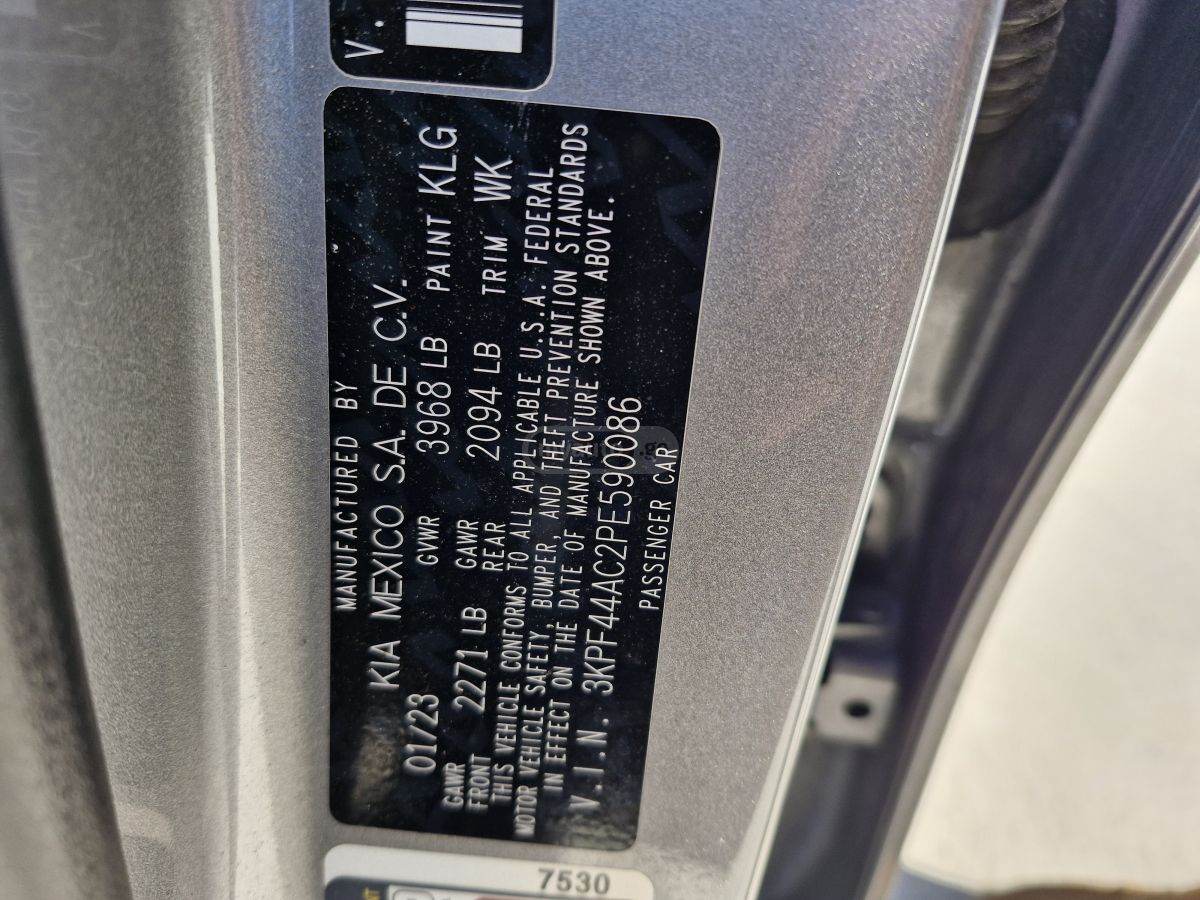 V.
MANUFACTURED BY
KIA MEXICO S.A. DE C.V.
01/23 GVWR 3968 LB PAINT KLG
GAWR FRONT 2271 LB GAWR REAR 2094 LB TRIM WK
THIS VEHICLE CONFORMS TO ALL APPLICABLE U.S.A. FEDERAL
MOTOR VEHICLE SAFETY, BUMPER, AND THEFT PREVENTION STANDARDS
IN EFFECT ON THE DATE OF MANUFACTURE SHOWN ABOVE.
V.I.N. 3KPF44AC2PE590086
PASSENGER CAR
7530